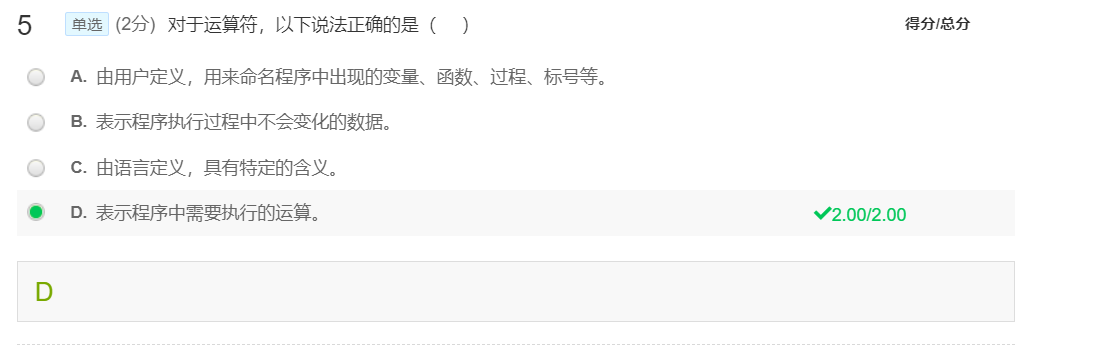 5 单选 (2分) 对于运算符，以下说法正确的是（ ） 得分/总分
A. 由用户定义，用来命名程序中出现的变量、函数、过程、标号等。
B. 表示程序执行过程中不会变化的数据。
C. 由语言定义，具有特定的含义。
D. 表示程序中需要执行的运算。 2.00/2.00
D